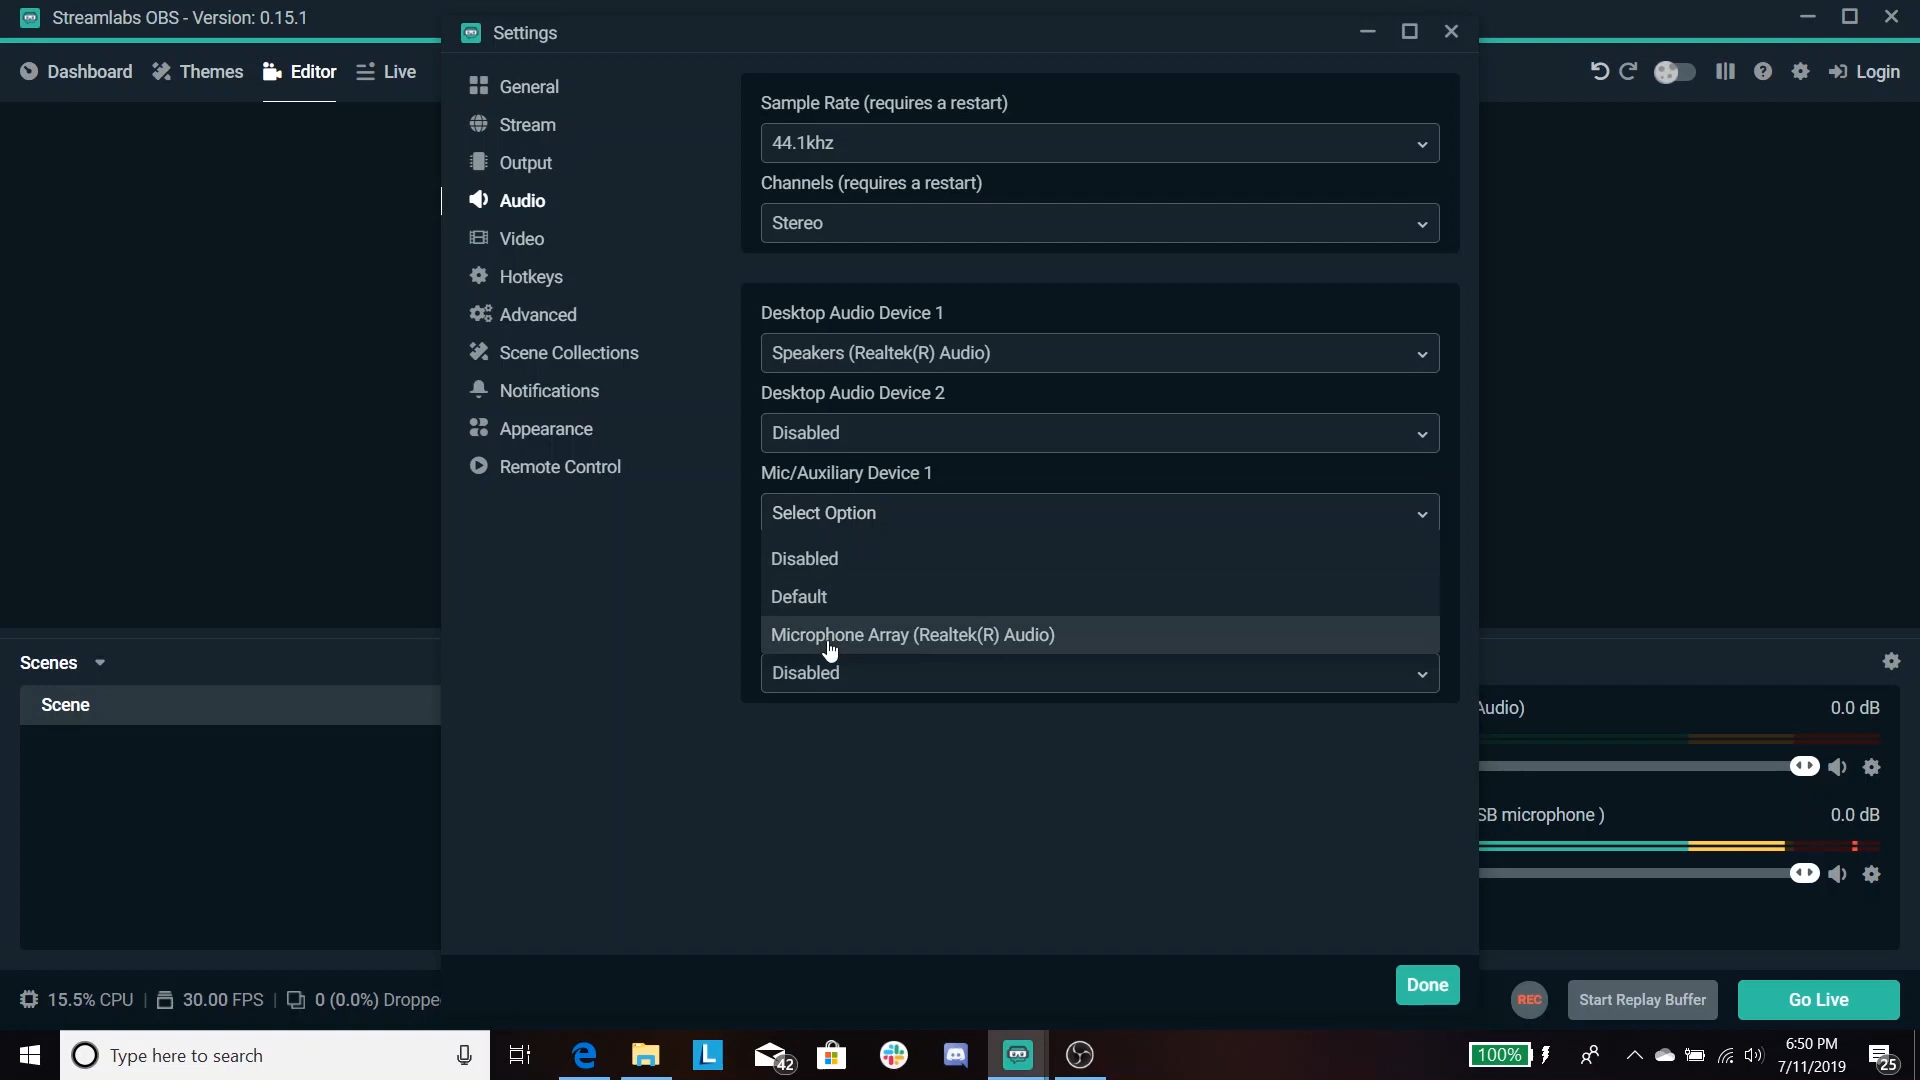 Streamlabs OBS - Version: 0.15.1
Settings
Dashboard
Themes
Editor
Live
Login
General
Stream
Output
Audio
Video
Hotkeys
Advanced
Scene Collections
Notifications
Appearance
Remote Control
Sample Rate (requires a restart)
44.1khz
Channels (requires a restart)
Stereo
Desktop Audio Device 1
Speakers (Realtek(R) Audio)
Desktop Audio Device 2
Disabled
Mic/Auxiliary Device 1
Select Option
Disabled
Default
Microphone Array (Realtek(R) Audio)
Disabled
Scenes
Scene
Audio)
0.0 dB
SB microphone )
0.0 dB
Done
15.5% CPU
30.00 FPS
0 (0.0%) Droppe
REC
Start Replay Buffer
Go Live
Type here to search
42
100%
6:50 PM
7/11/2019
25